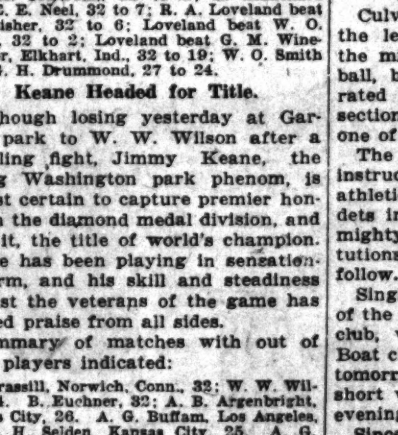 . E. Neel, 32 to 7; R. A. Loveland beat
isher, 32 to 6; Loveland beat W. O.
, 32 to 2; Loveland beat G. M. Wine-
r, Elkhart, Ind., 32 to 19; W. O. Smith
. H. Drummond, 27 to 24.
Keane Headed for Title.
hough losing yesterday at Gar-
park to W. W. Wilson after a
ling fight, Jimmy Keane, the
g Washington park phenom, is
st certain to capture premier hon-
n the diamond medal division, and
it, the title of world's champion.
e has been playing in sensation-
rm, and his skill and steadiness
st the veterans of the game has
ed praise from all sides.
mmary of matches with out of
players indicated:
rassill, Norwich, Conn., 32; W. W. Wil-
. B. Euchner, 32; A. B. Argenbright,
s City, 26. A. G. Buffam, Los Angeles,
H. Selden, Kansas City, 25. A. G.
Culv
the le
the m
ball, b
rated
section
one of
The
instruc
athleti
dets in
mighty
tutions
follow.
Sing
of the
club, 
Boat c
tomorr
short 
evening
Since